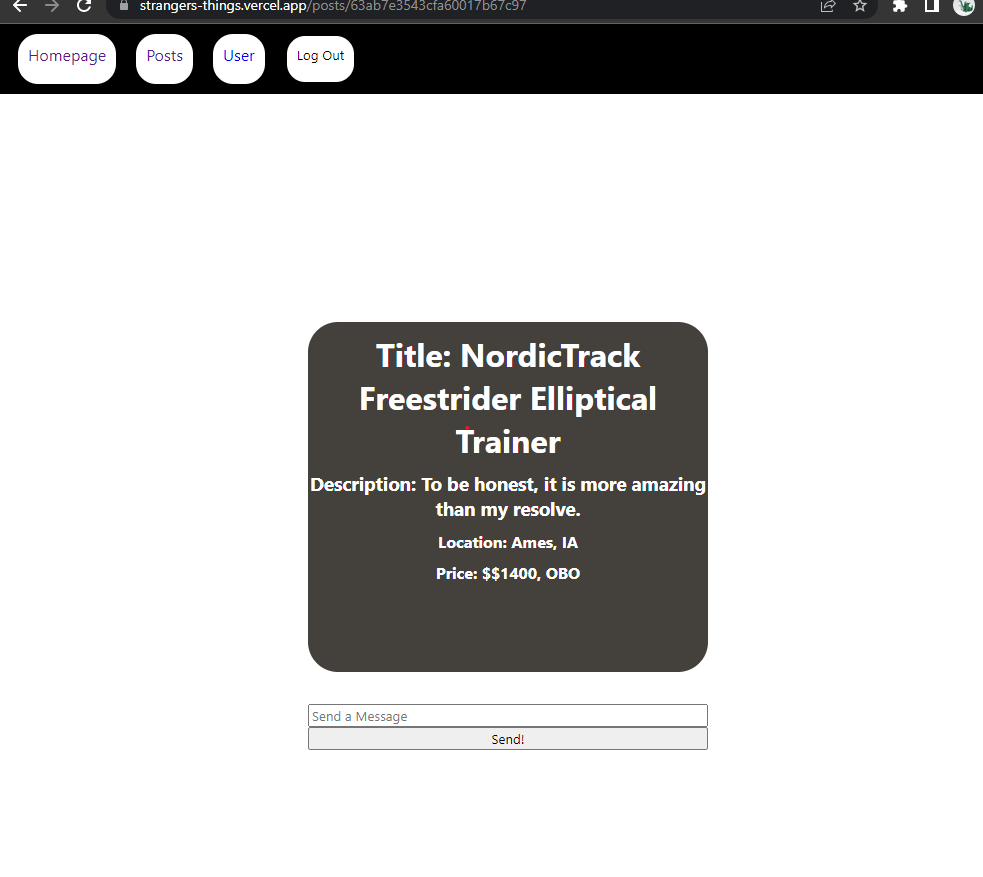 strangers-things.vercel.app/posts/63ab7e3543cfa60017b67c97
Homepage Posts User Log Out
Title: NordicTrack
Freestrider Elliptical
Trainer
Description: To be honest, it is more amazing
than my resolve.
Location: Ames, IA
Price: $$1400, OBO
Send a Message
Send!